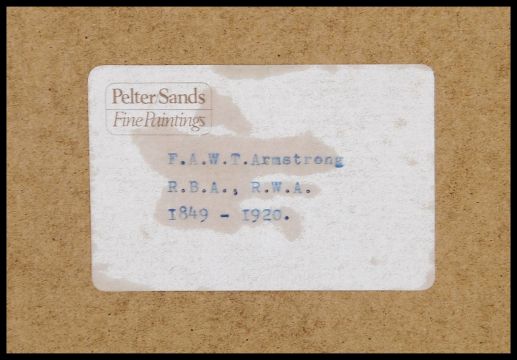 Pelter/Sands
Fine Paintings
F.A.W.T.Armstrong
R.B.A., R.W.A.
1849 - 1920.